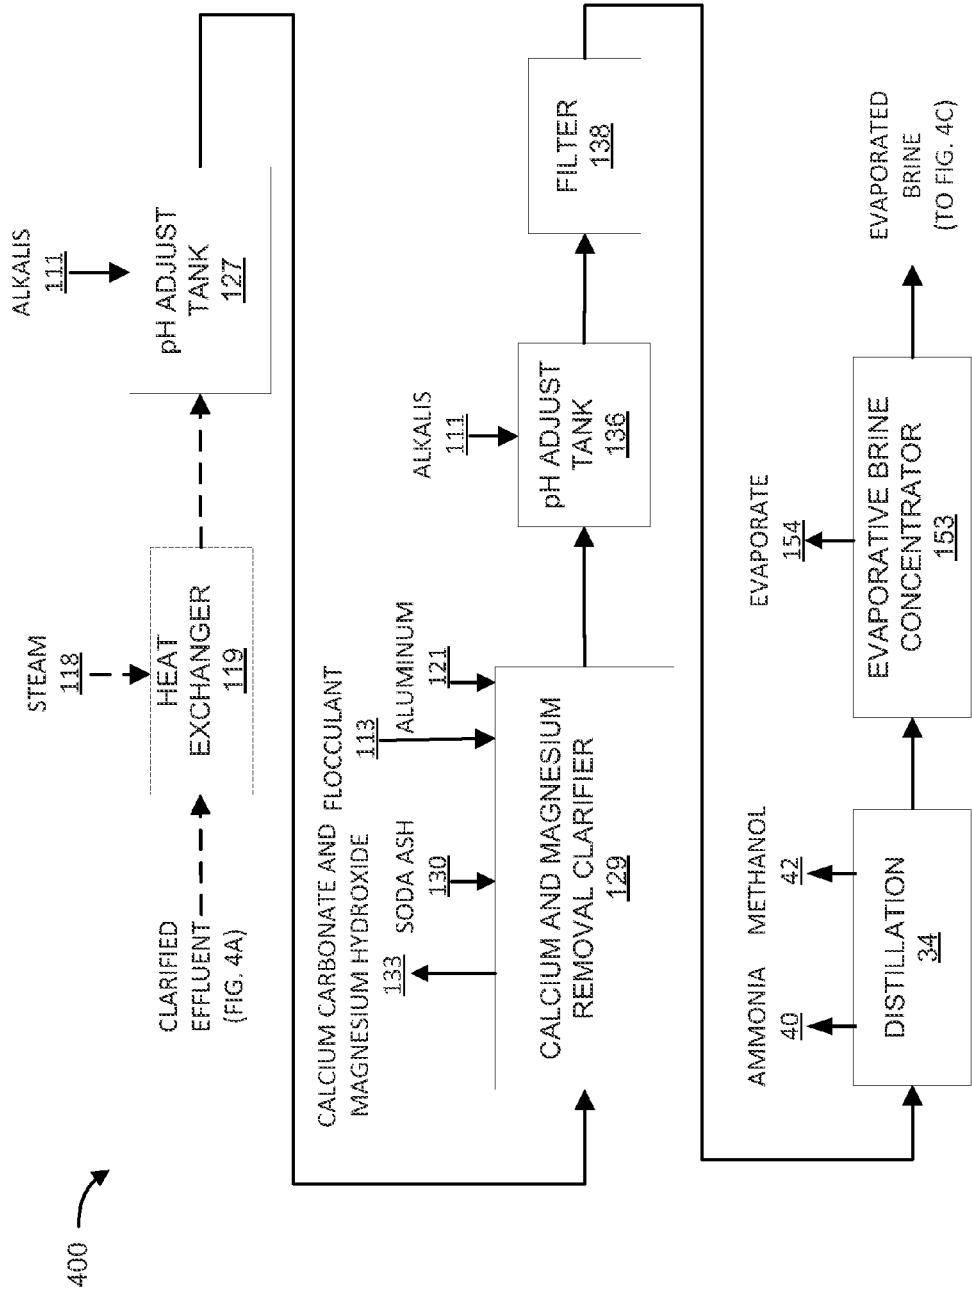 400
CLARIFIED
EFFLUENT
(FIG. 4A)
STEAM
118
HEAT
EXCHANGER
119
ALKALIS
111
pH ADJUST
TANK
127
CALCIUM CARBONATE AND
MAGNESIUM HYDROXIDE
133
SODA ASH
130
FLOCCULANT
113
ALUMINUM
121
CALCIUM AND MAGNESIUM
REMOVAL CLARIFIER
129
ALKALIS
111
pH ADJUST
TANK
136
FILTER
138
AMMONIA
40
METHANOL
42
DISTILLATION
34
EVAPORATE
154
EVAPORATIVE BRINE
CONCENTRATOR
153
EVAPORATED
BRINE
(TO FIG. 4C)